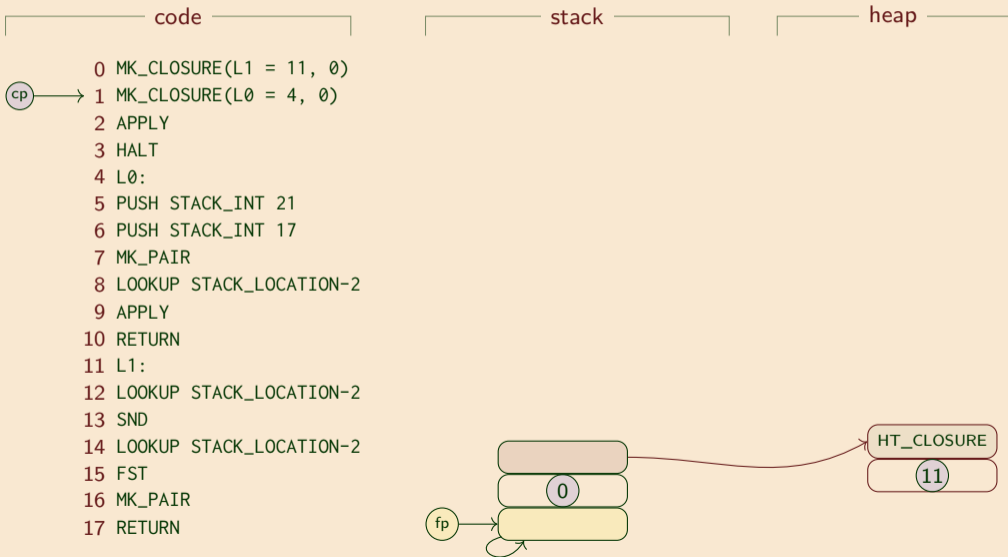 code stack heap
0 MK_CLOSURE(L1 = 11, 0)
cp 1 MK_CLOSURE(L0 = 4, 0)
2 APPLY
3 HALT
4 L0:
5 PUSH STACK_INT 21
6 PUSH STACK_INT 17
7 MK_PAIR
8 LOOKUP STACK_LOCATION-2
9 APPLY
10 RETURN
11 L1:
12 LOOKUP STACK_LOCATION-2
13 SND
14 LOOKUP STACK_LOCATION-2
15 FST
16 MK_PAIR
17 RETURN
0
fp
HT_CLOSURE
11